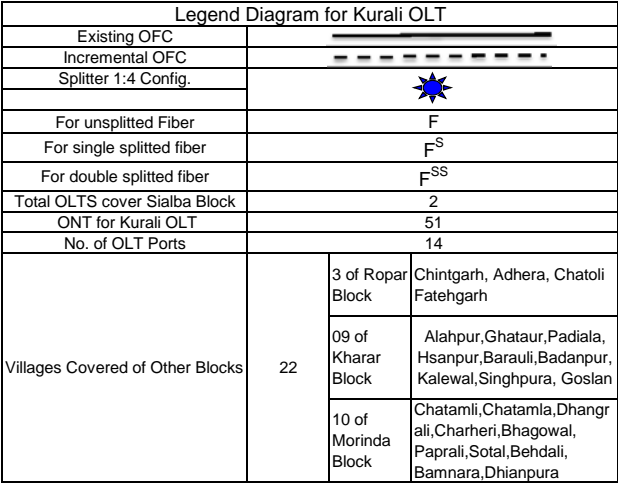 Legend Diagram for Kurali OLT
Existing OFC
Incremental OFC
Splitter 1:4 Config.
For unsplitted Fiber F
For single splitted fiber F^S
For double splitted fiber F^SS
Total OLTS cover Sialba Block 2
ONT for Kurali OLT 51
No. of OLT Ports 14
Villages Covered of Other Blocks 22
3 of Ropar
Block
Chintgarh, Adhera, Chatoli
Fatehgarh
09 of
Kharar
Block
Alahpur,Ghataur,Padiala,
Hsanpur,Barauli,Badanpur,
Kalewal,Singhpura, Goslan
10 of
Morinda
Block
Chatamli,Chatamla,Dhangr
ali,Charheri,Bhagowal,
Paprali,Sotal,Behdali,
Bamnara,Dhianpura